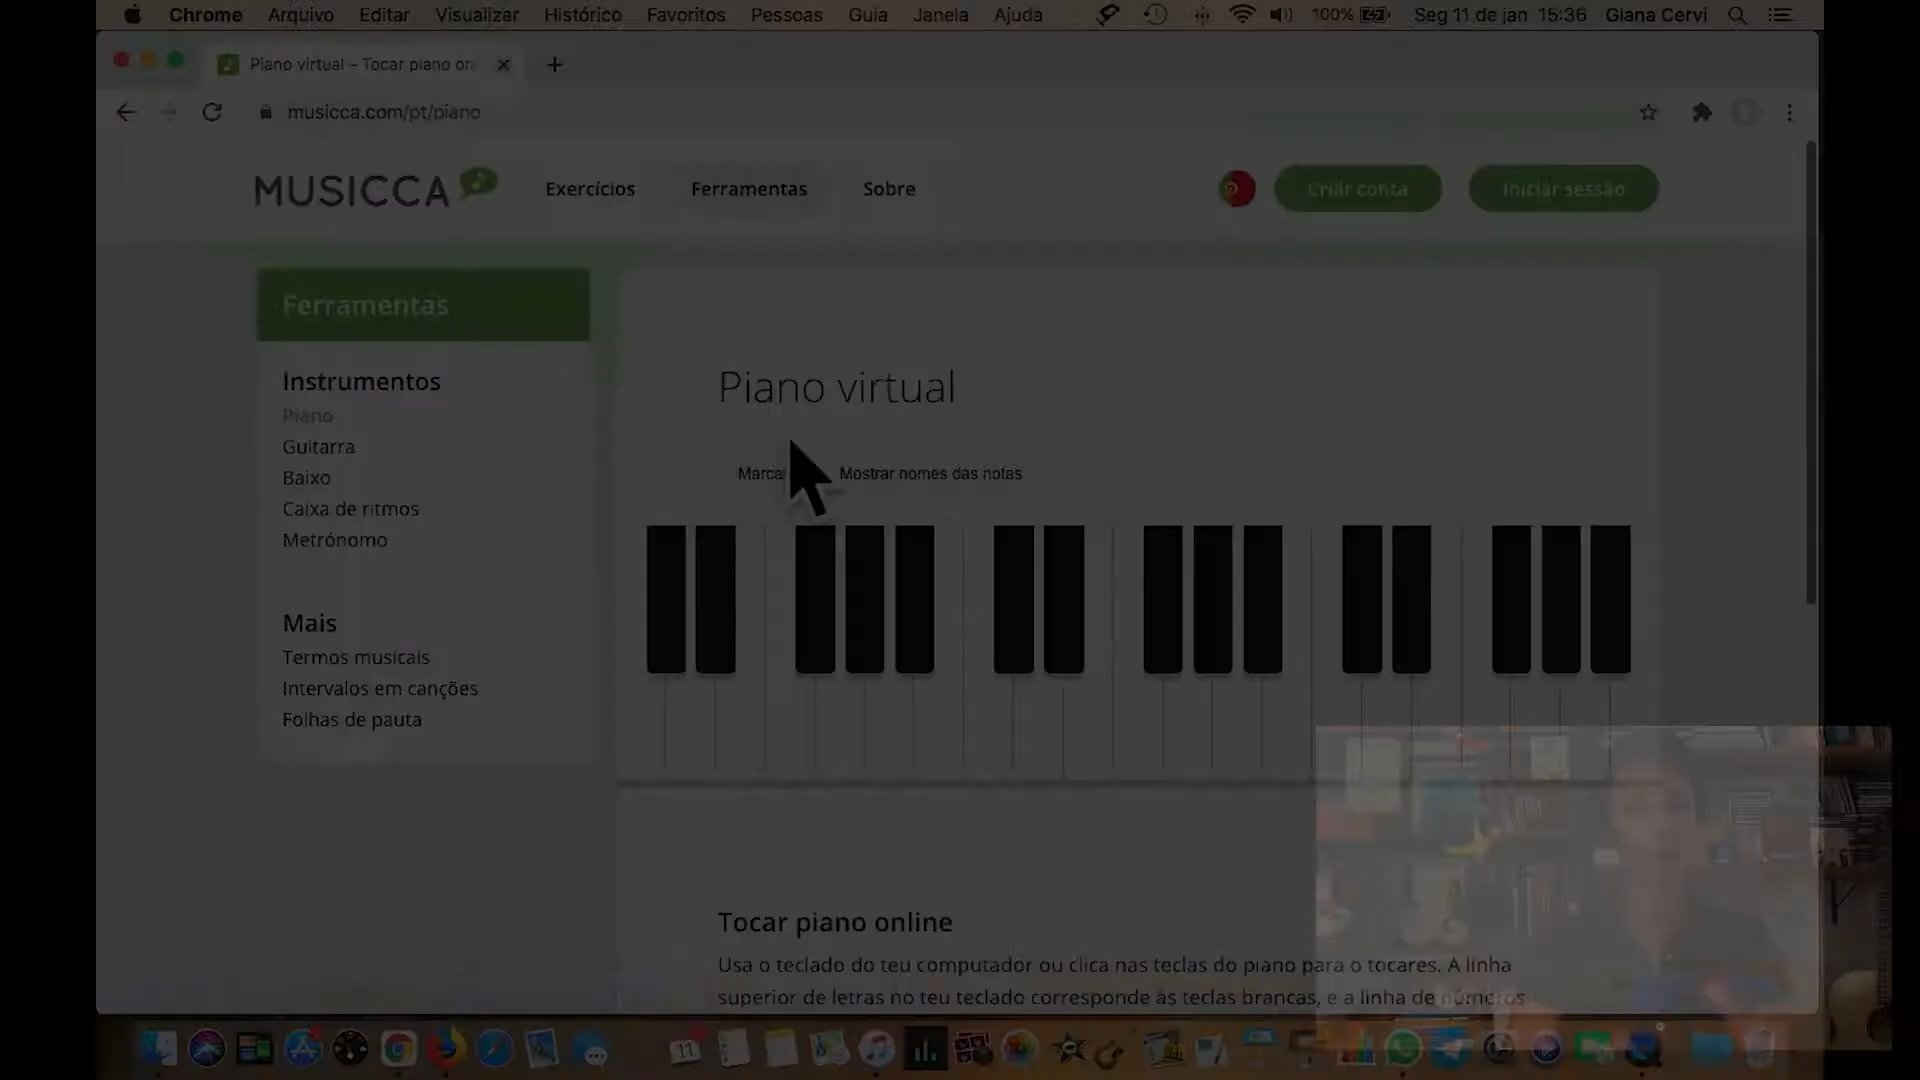 Chrome Arquivo Editar Visualizar Histórico Favoritos Pessoas Guia Janela Ajuda 100% Seg 11 de jan 15:36 Giana Cervi
Piano virtual – Tocar piano on
musicca.com/pt/piano
MUSICCA Exercícios Ferramentas Sobre Criar conta Iniciar sessão
Ferramentas
Instrumentos
Piano
Guitarra
Baixo
Caixa de ritmos
Metrónomo
Mais
Termos musicais
Intervalos em canções
Folhas de pauta
Piano virtual
Marca Mostrar nomes das notas
Tocar piano online
Usa o teclado do teu computador ou clica nas teclas do piano para o tocares. A linha
superior de letras no teu teclado corresponde às teclas brancas, e a linha de números
11